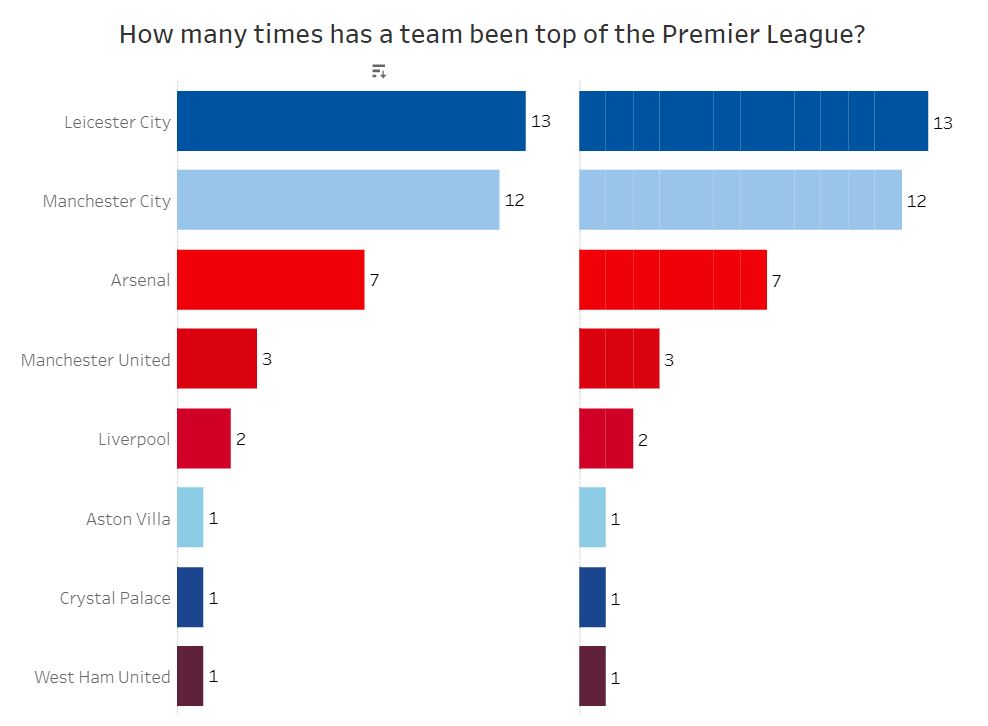 How many times has a team been top of the Premier League?
Leicester City 13 13
Manchester City 12 12
Arsenal 7 7
Manchester United 3 3
Liverpool 2 2
Aston Villa 1 1
Crystal Palace 1 1
West Ham United 1 1